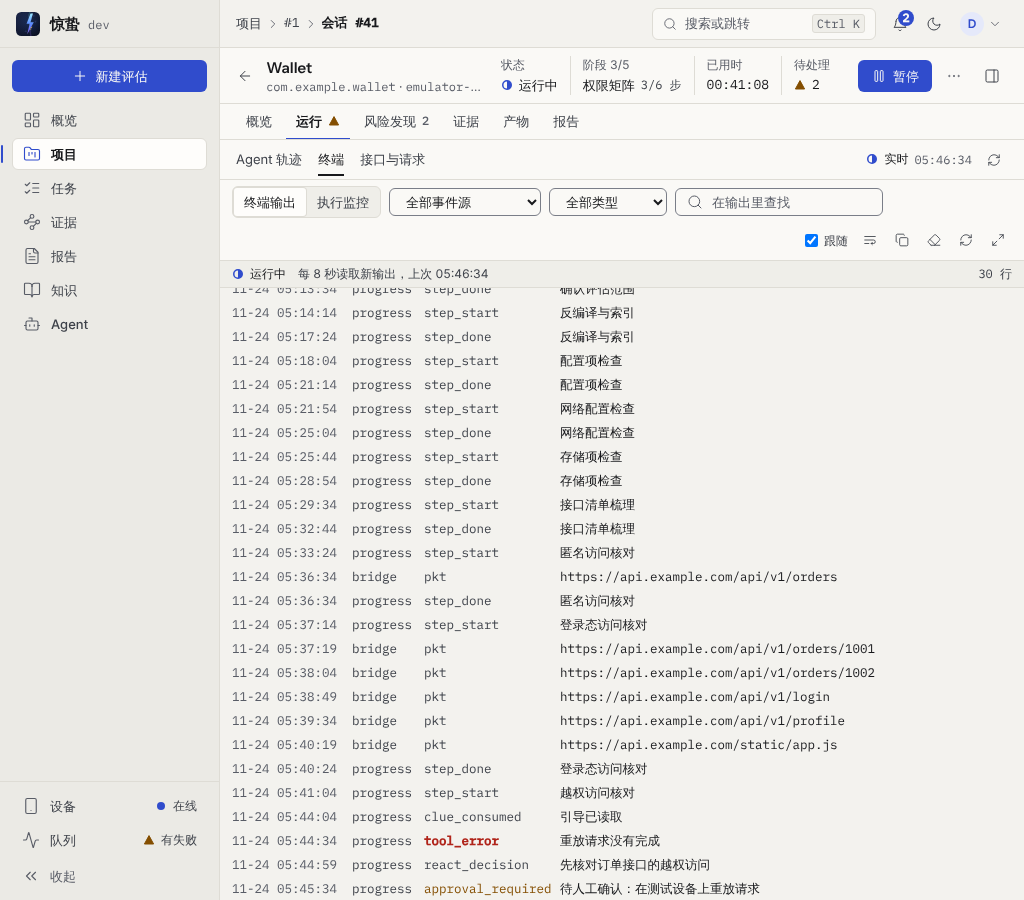 惊蛰 dev
项目 > #1 > 会话 #41
搜索或跳转 Ctrl K
2
D
新建评估
概览
项目
任务
证据
报告
知识
Agent
设备 在线
队列 有失败
收起
Wallet
com.example.wallet · emulator-…
状态
运行中
阶段 3/5
权限矩阵 3/6 步
已用时
00:41:08
待处理
2
暂停
概览 运行 风险发现 2 证据 产物 报告
Agent 轨迹 终端 接口与请求 实时 05:46:34
终端输出 执行监控 全部事件源 全部类型 在输出里查找
跟随
运行中 每 8 秒读取新输出，上次 05:46:34 30 行
11-24 05:13:34 progress step_done 确认评估范围
11-24 05:14:14 progress step_start 反编译与索引
11-24 05:17:24 progress step_done 反编译与索引
11-24 05:18:04 progress step_start 配置项检查
11-24 05:21:14 progress step_done 配置项检查
11-24 05:21:54 progress step_start 网络配置检查
11-24 05:25:04 progress step_done 网络配置检查
11-24 05:25:44 progress step_start 存储项检查
11-24 05:28:54 progress step_done 存储项检查
11-24 05:29:34 progress step_start 接口清单梳理
11-24 05:32:44 progress step_done 接口清单梳理
11-24 05:33:24 progress step_start 匿名访问核对
11-24 05:36:34 bridge pkt https://api.example.com/api/v1/orders
11-24 05:36:34 progress step_done 匿名访问核对
11-24 05:37:14 progress step_start 登录态访问核对
11-24 05:37:19 bridge pkt https://api.example.com/api/v1/orders/1001
11-24 05:38:04 bridge pkt https://api.example.com/api/v1/orders/1002
11-24 05:38:49 bridge pkt https://api.example.com/api/v1/login
11-24 05:39:34 bridge pkt https://api.example.com/api/v1/profile
11-24 05:40:19 bridge pkt https://api.example.com/static/app.js
11-24 05:40:24 progress step_done 登录态访问核对
11-24 05:41:04 progress step_start 越权访问核对
11-24 05:44:04 progress clue_consumed 引导已读取
11-24 05:44:34 progress tool_error 重放请求没有完成
11-24 05:44:59 progress react_decision 先核对订单接口的越权访问
11-24 05:45:34 progress approval_required 待人工确认：在测试设备上重放请求